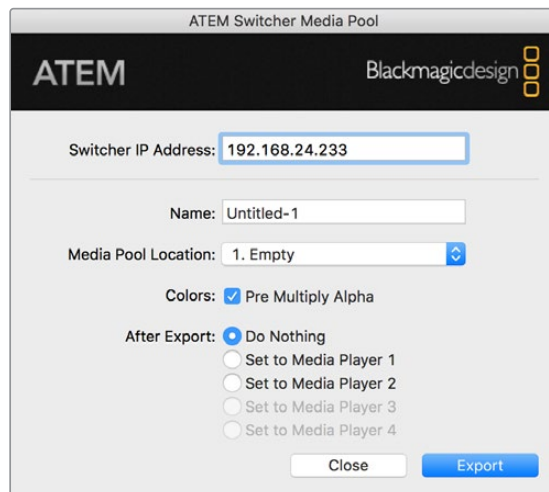 ATEM Switcher Media Pool
ATEM
Blackmagicdesign
Switcher IP Address: 192.168.24.233
Name: Untitled-1
Media Pool Location: 1. Empty
Colors: Pre Multiply Alpha
After Export: Do Nothing
Set to Media Player 1
Set to Media Player 2
Set to Media Player 3
Set to Media Player 4
Close Export